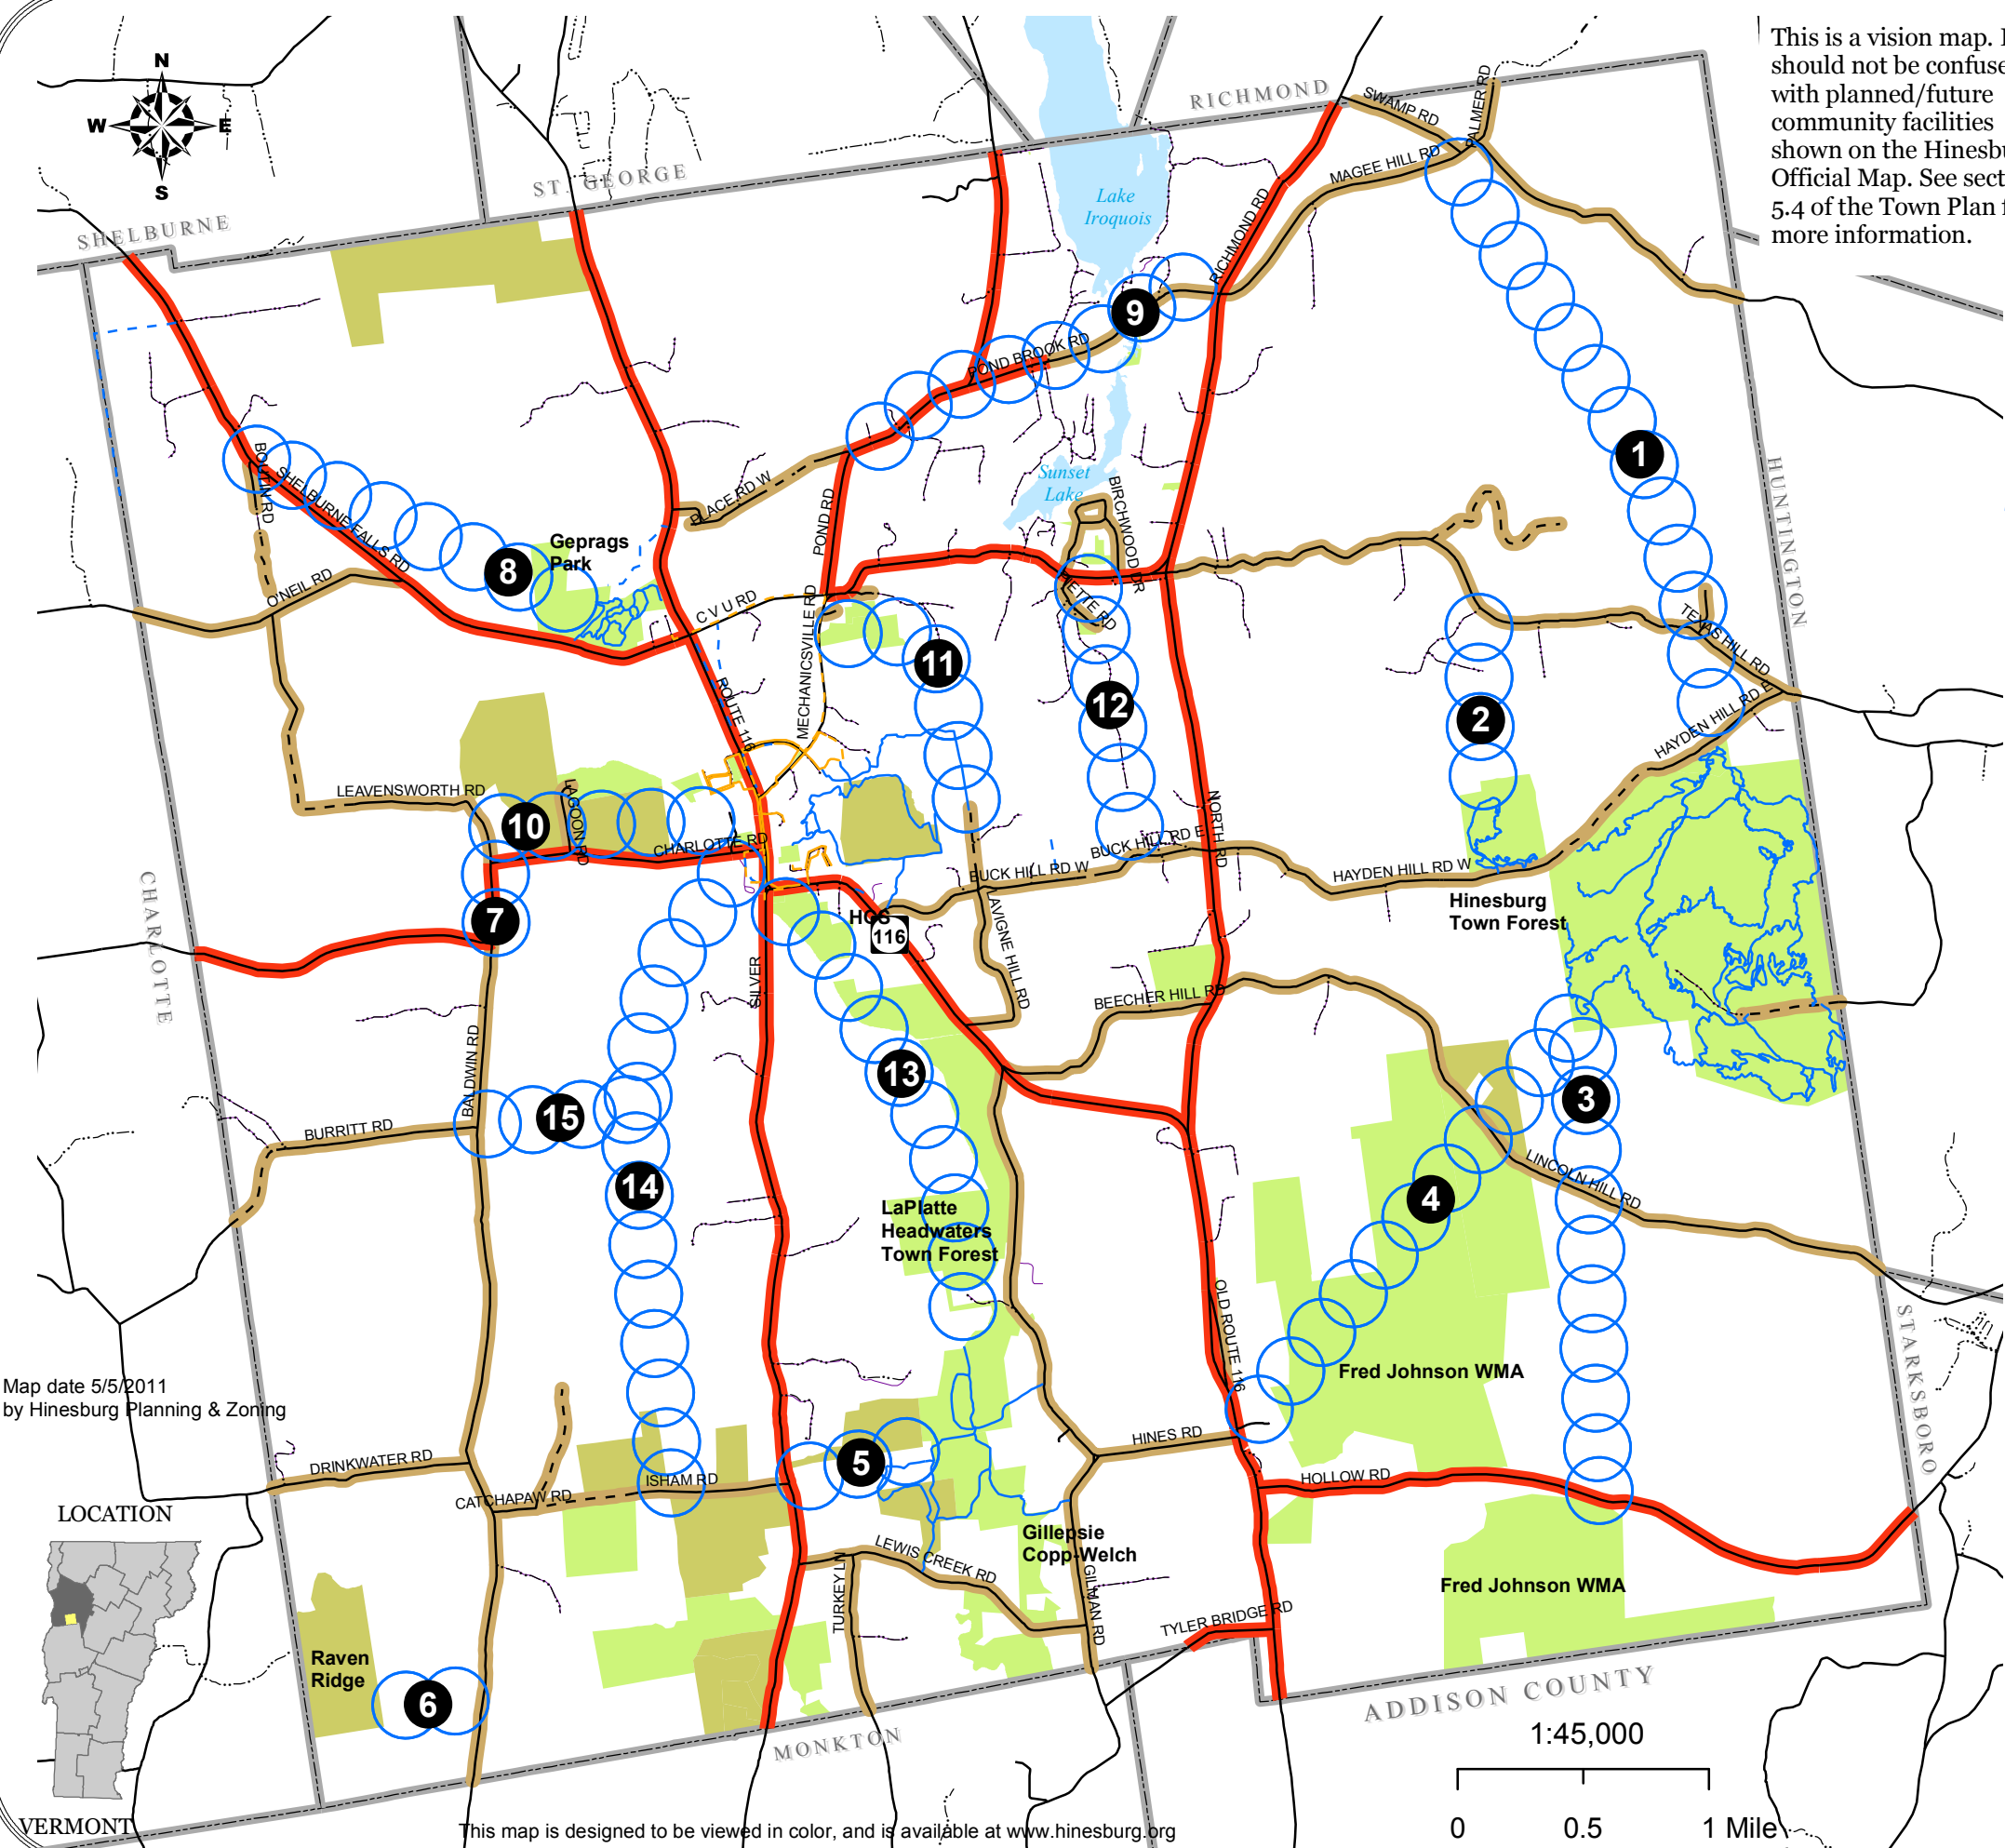 This is a vision map.
should not be
with planned/future
community facilities
shown on the
Official Map. See
5.4 of the Town Plan
more information.
N
W
E
S
SHELBURNE
ST. GEORGE
RICHMOND
HUNTINGTON
CHARLOTTE
STARKSBORO
MONKTON
ADDISON COUNTY
SWAMP RD
PALMER RD
MAGEE HILL RD
RICHMOND RD
Lake
Iroquois
9
POND BROOK RD
1
Sunset
Lake
BIRCHWOOD DR
PLACE RD W
POND RD
SHELBURNE FALLS RD
O'NEIL RD
8
Geprags
Park
C V U RD
MECHANICSVILLE RD
ROUTE 116
11
12
2
TEXAS HILL RD
HAYDEN HILL RD E
LEAVENSWORTH RD
LAGOON RD
10
CHARLOTTE RD
NORTH RD
BUCK HILL RD E
BUCK HILL RD W
HAYDEN HILL RD W
Hinesburg
Town Forest
7
HCS
116
LAVIGNE HILL RD
SILVER
BEECHER HILL RD
BALDWIN RD
13
3
15
BURRITT RD
14
4
LINCOLN HILL RD
LaPlatte
Headwaters
Town Forest
OLD ROUTE 116
Fred Johnson WMA
Map date 5/5/2011
by Hinesburg Planning & Zoning
DRINKWATER RD
CATCHAPAW RD
ISHAM RD
5
HINES RD
HOLLOW RD
Gillepsie
Copp-Welch
LEWIS CREEK RD
TURKEY LN
GILMAN RD
TYLER BRIDGE RD
Fred Johnson WMA
Raven
Ridge
6
LOCATION
VERMONT
1:45,000
0 0.5 1 Mile
This map is designed to be viewed in color, and is available at www.hinesburg.org